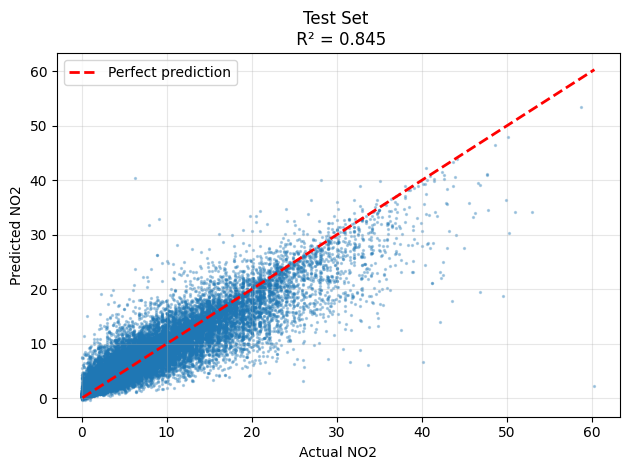 Test Set
R² = 0.845
Perfect prediction
Predicted NO2
60
50
40
30
20
10
0
0 10 20 30 40 50 60
Actual NO2